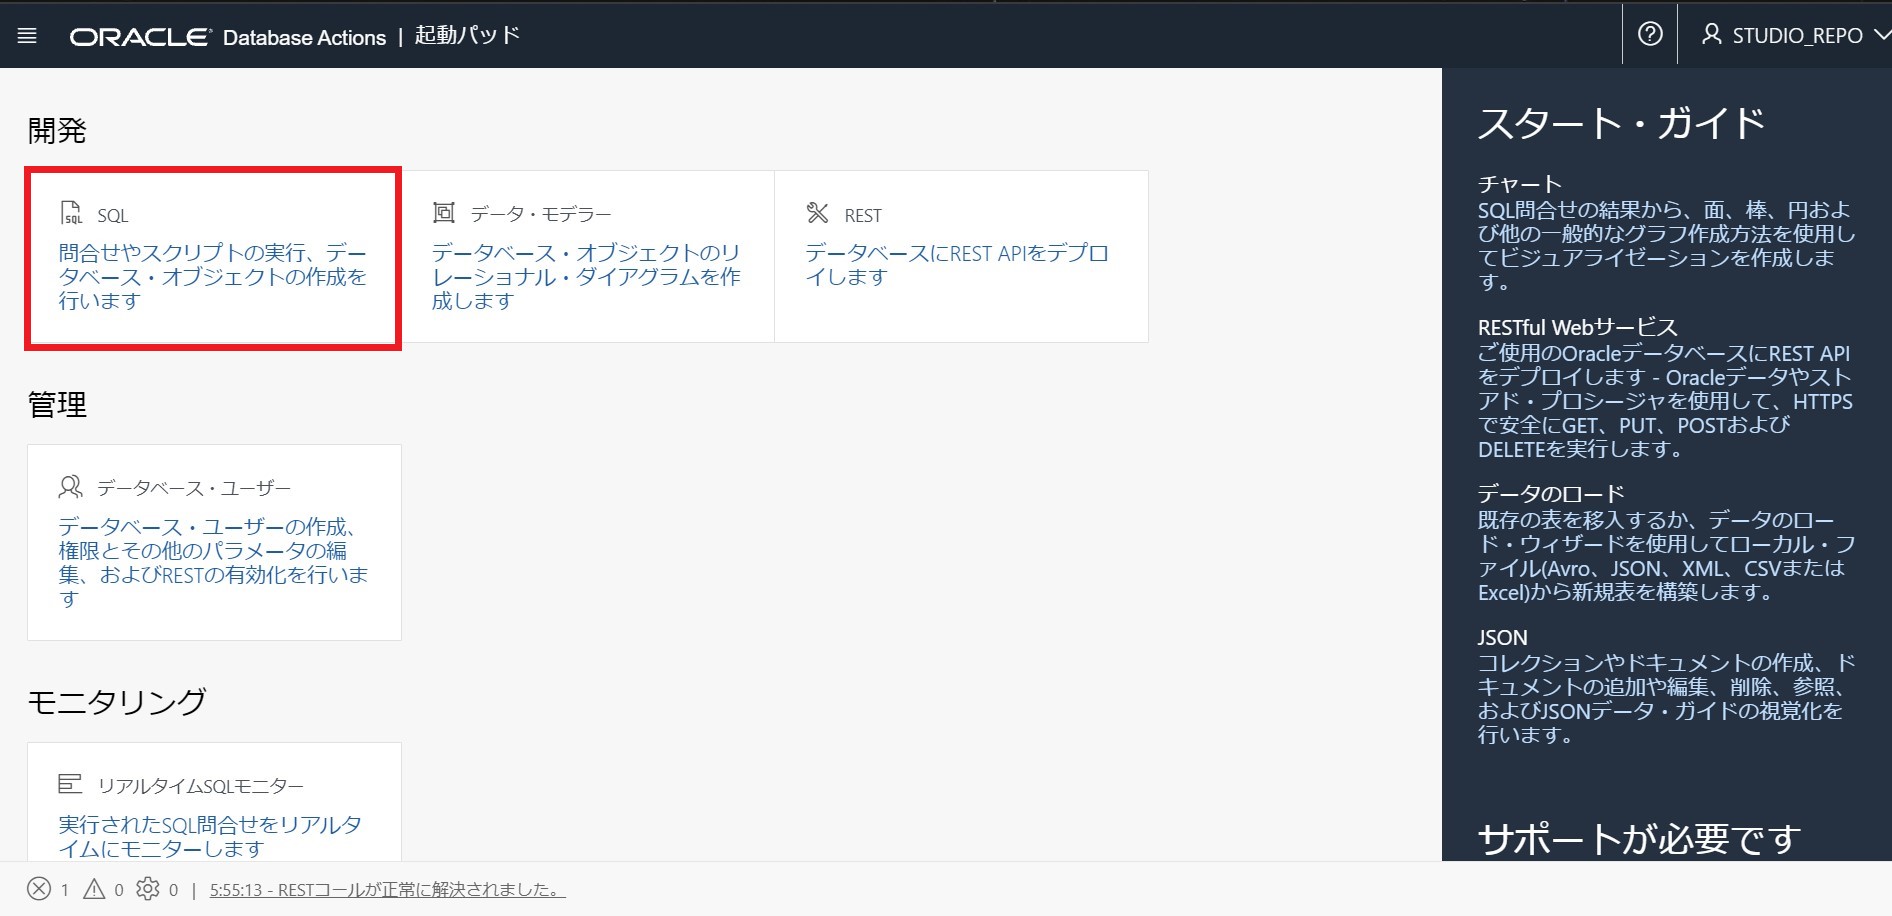 ORACLE Database Actions | 起動パッド
STUDIO_REPO
開発
SQL
問合せやスクリプトの実行、デー
タベース・オブジェクトの作成を
行います
データ・モデラー
データベース・オブジェクトのリ
レーショナル・ダイアグラムを作
成します
REST
データベースにREST APIをデプロ
イします
管理
データベース・ユーザー
データベース・ユーザーの作成、
権限とその他のパラメータの編
集、およびRESTの有効化を行いま
す
モニタリング
リアルタイムSQLモニター
実行されたSQL問合せをリアルタ
イムにモニターします
スタート・ガイド
チャート
SQL問合せの結果から、面、棒、円およ
び他の一般的なグラフ作成方法を使用し
てビジュアライゼーションを作成しま
す。
RESTful Webサービス
ご使用のOracleデータベースにREST API
をデプロイします - Oracleデータやスト
アド・プロシージャを使用して、HTTPS
で安全にGET、PUT、POSTおよび
DELETEを実行します。
データのロード
既存の表を移入するか、データのロー
ド・ウィザードを使用してローカル・フ
ァイル(Avro、JSON、XML、CSVまたは
Excel)から新規表を構築します。
JSON
コレクションやドキュメントの作成、ド
キュメントの追加や編集、削除、参照、
およびJSONデータ・ガイドの視覚化を
行います。
サポートが必要です
1 0 0 | 5:55:13 - RESTコールが正常に解決されました。